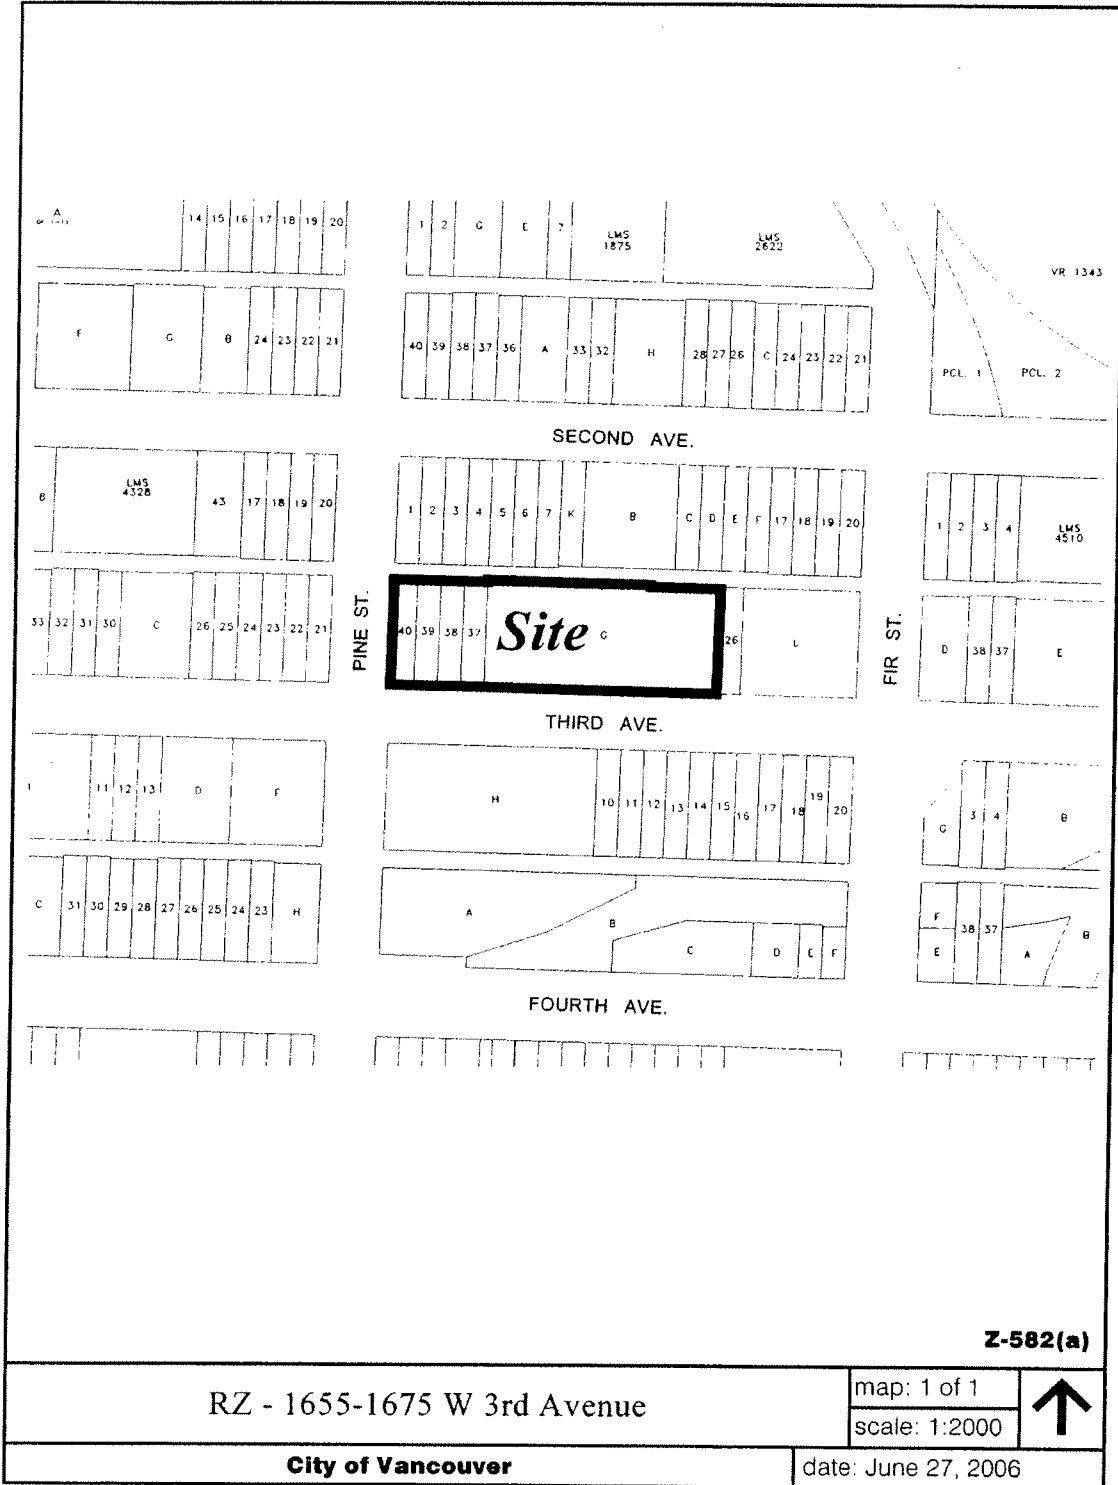 A
14 15 16 17 18 19 20
1 2 G E 7 LMS 1875 LMS 2622
VR 1343
F G B 24 23 22 21
40 39 38 37 36 A 33 32 H 28 27 26 C 24 23 22 21
PCL. 1 PCL. 2
SECOND AVE.
B LMS 4328 43 17 18 19 20
1 2 3 4 5 6 7 K B C D E F 17 18 19 20
1 2 3 4 LMS 4510
33 32 31 30 C 26 25 24 23 22 21
PINE ST.
40 39 38 37 Site G 26 L
FIR ST.
D 38 37 E
THIRD AVE.
11 12 13 D F
H 10 11 12 13 14 15 16 17 18 19 20
3 4 B
C 31 30 29 28 27 26 25 24 23 H
A B C D E F
F E 38 37 A B
FOURTH AVE.
Z-582(a)
RZ - 1655-1675 W 3rd Avenue
map: 1 of 1
scale: 1:2000
City of Vancouver
date: June 27, 2006